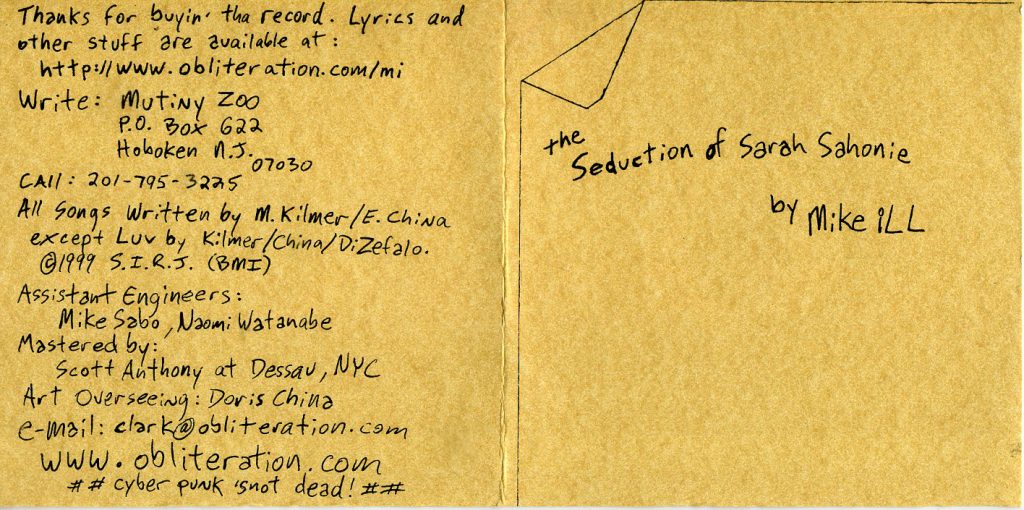 Thanks for buyin' tha record. Lyrics and
other stuff are available at:
http://www.obliteration.com/mi
Write: Mutiny Zoo
P.O. Box 622
Hoboken N.J.
07030
CAll: 201-795-3225
All Songs Written by M. Kilmer/E. China
except Luv by Kilmer/China/DiZefalo.
©1999 S.I.R.J. (BMI)
Assistant Engineers:
Mike Sabo, Naomi Watanabe
Mastered by:
Scott Anthony at Dessau, NYC
Art Overseeing: Doris China
e-mail: clark@obliteration.com
www.obliteration.com
## cyber punk 'snot dead! ##
the
Seduction of Sarah Sahonie
by Mike iLL